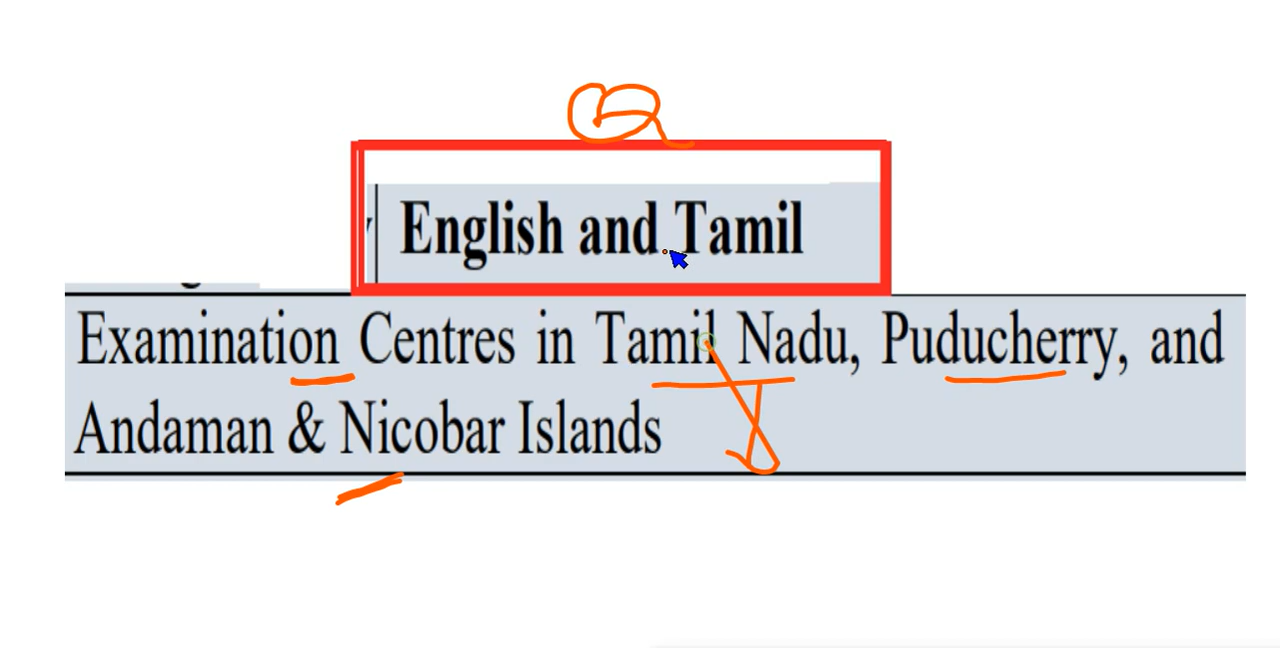 English and Tamil
Examination Centres in Tamil Nadu, Puducherry, and
Andaman & Nicobar Islands